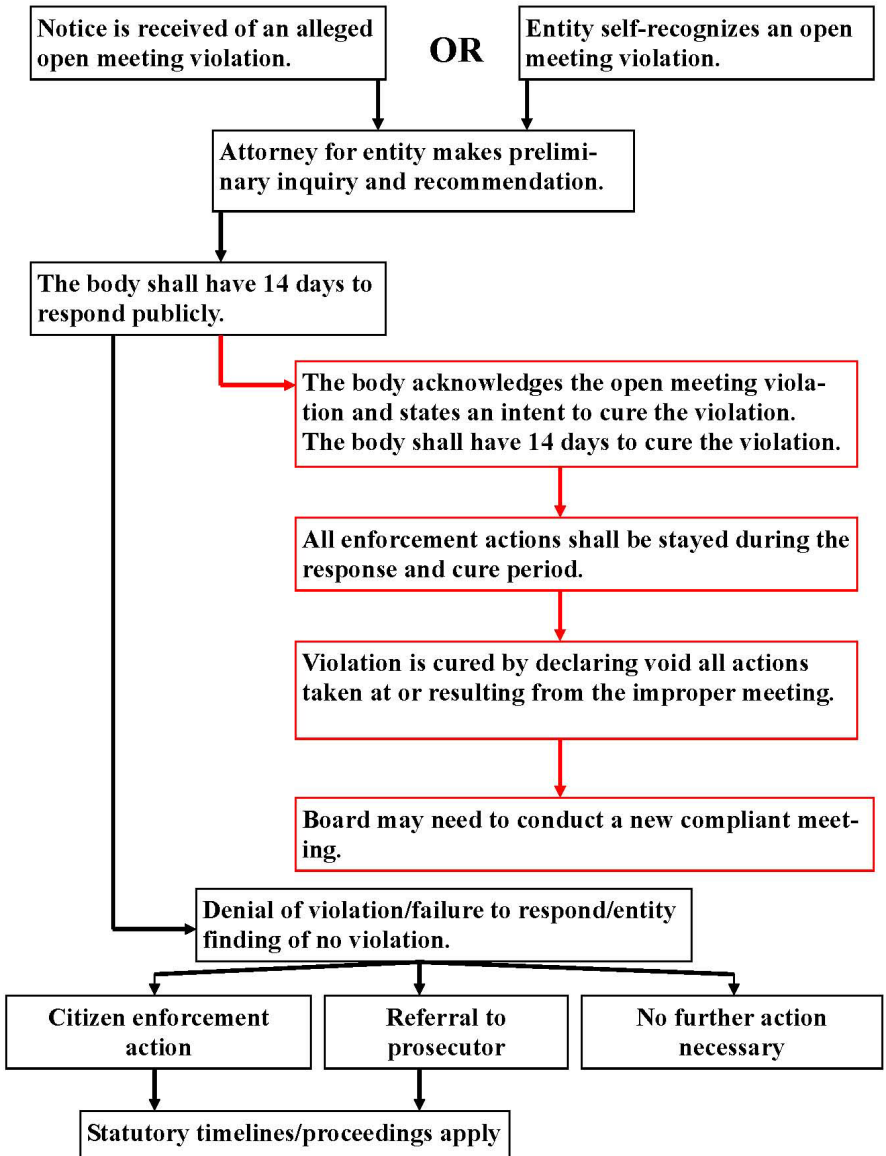 Notice is received of an alleged
open meeting violation.
OR
Entity self-recognizes an open
meeting violation.
Attorney for entity makes prelimi-
nary inquiry and recommendation.
The body shall have 14 days to
respond publicly.
The body acknowledges the open meeting viola-
tion and states an intent to cure the violation.
The body shall have 14 days to cure the violation.
All enforcement actions shall be stayed during the
response and cure period.
Violation is cured by declaring void all actions
taken at or resulting from the improper meeting.
Board may need to conduct a new compliant meet-
ing.
Denial of violation/failure to respond/entity
finding of no violation.
Citizen enforcement
action
Referral to
prosecutor
No further action
necessary
Statutory timelines/proceedings apply